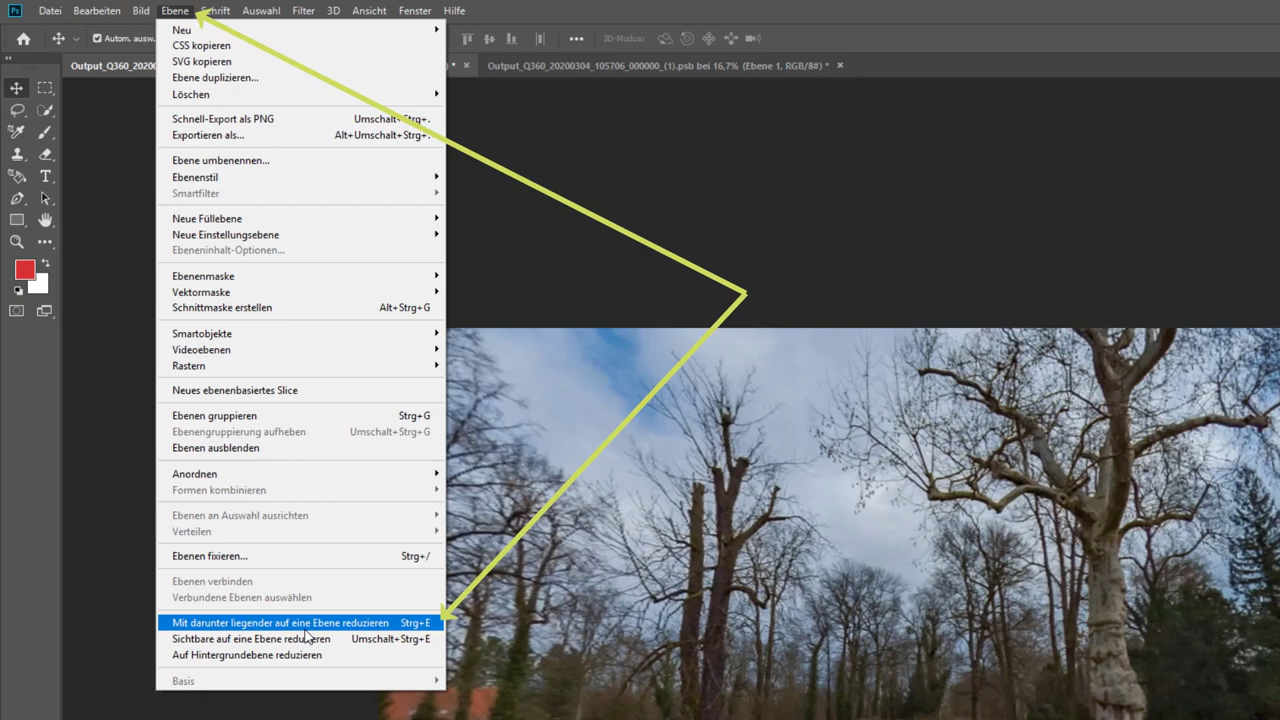 Ps Datei Bearbeiten Bild Ebene Schrift Auswahl Filter 3D Ansicht Fenster Hilfe
Autom. ausw. 3D-Modus:
Output_Q360_20200 * × Output_Q360_20200304_105706_000000_(1).psb bei 16,7% (Ebene 1, RGB/8#) * ×
Neu
CSS kopieren
SVG kopieren
Ebene duplizieren...
Löschen
Schnell-Export als PNG Umschalt+Strg+.
Exportieren als... Alt+Umschalt+Strg+.
Ebene umbenennen...
Ebenenstil
Smartfilter
Neue Füllebene
Neue Einstellungsebene
Ebeneninhalt-Optionen...
Ebenenmaske
Vektormaske
Schnittmaske erstellen Alt+Strg+G
Smartobjekte
Videoebenen
Rastern
Neues ebenenbasiertes Slice
Ebenen gruppieren Strg+G
Ebenengruppierung aufheben Umschalt+Strg+G
Ebenen ausblenden
Anordnen
Formen kombinieren
Ebenen an Auswahl ausrichten
Verteilen
Ebenen fixieren... Strg+/
Ebenen verbinden
Verbundene Ebenen auswählen
Mit darunter liegender auf eine Ebene reduzieren Strg+E
Sichtbare auf eine Ebene reduzieren Umschalt+Strg+E
Auf Hintergrundebene reduzieren
Basis